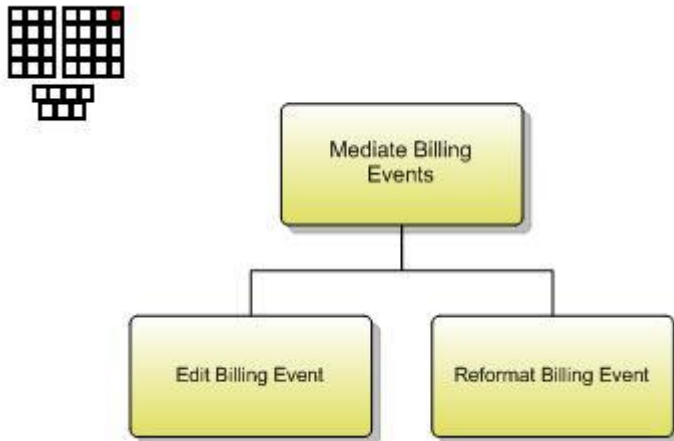 Mediate Billing
Events
Edit Billing Event
Reformat Billing Event